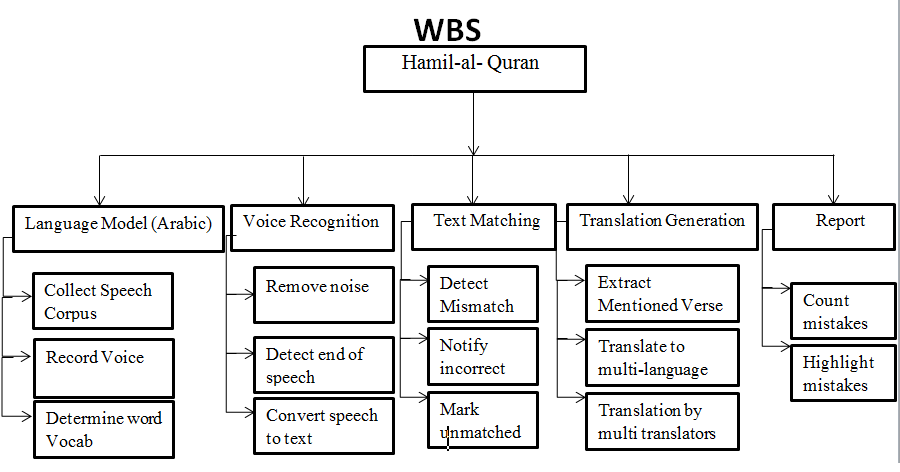 WBS
Hamil-al- Quran
Language Model (Arabic)
Collect Speech
Corpus
Record Voice
Determine word
Vocab
Voice Recognition
Remove noise
Detect end of
speech
Convert speech
to text
Text Matching
Detect
Mismatch
Notify
incorrect
Mark
unmatched
Translation Generation
Extract
Mentioned Verse
Translate to
multi-language
Translation by
multi translators
Report
Count
mistakes
Highlight
mistakes